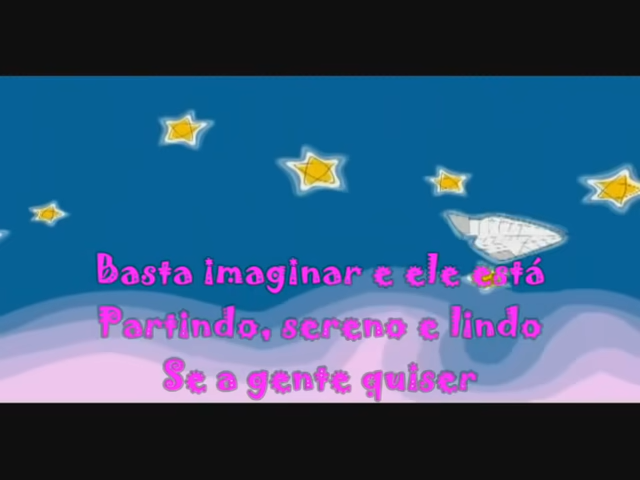 Basta imaginar e ele está
Partindo, sereno e lindo
Se a gente quiser